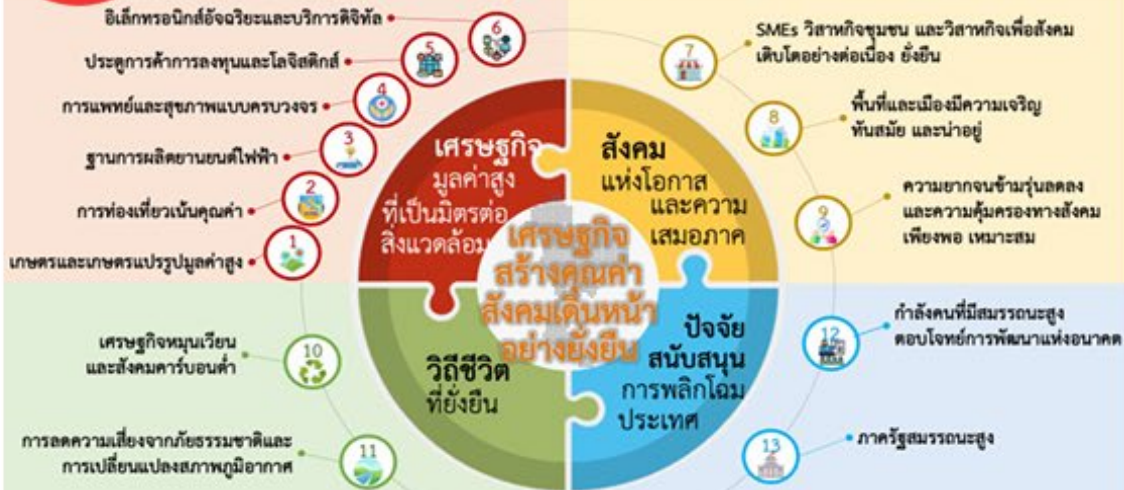 อิเล็กทรอนิกส์อัจฉริยะและบริการดิจิทัล
6
ประตูการค้าการลงทุนและโลจิสติกส์
5
การแพทย์และสุขภาพแบบครบวงจร
4
ฐานการผลิตยานยนต์ไฟฟ้า
3
การท่องเที่ยวเน้นคุณค่า
2
เกษตรและเกษตรแปรรูปมูลค่าสูง
1
เศรษฐกิจ
มูลค่าสูง
ที่เป็นมิตรต่อ
สิ่งแวดล้อม
สังคม
แห่งโอกาส
และความ
เสมอภาค
7
SMEs วิสาหกิจชุมชน และวิสาหกิจเพื่อสังคม
เติบโตอย่างต่อเนื่อง ยั่งยืน
8
พื้นที่และเมืองมีความเจริญ
ทันสมัย และน่าอยู่
9
ความยากจนข้ามรุ่นลดลง
และความคุ้มครองทางสังคม
เพียงพอ เหมาะสม
เศรษฐกิจ
สร้างคุณค่า
สังคมเดินหน้า
อย่างยั่งยืน
เศรษฐกิจหมุนเวียน
และสังคมคาร์บอนต่ำ
10
การลดความเสี่ยงจากภัยธรรมชาติและ
การเปลี่ยนแปลงสภาพภูมิอากาศ
11
วิถีชีวิต
ที่ยั่งยืน
ปัจจัย
สนับสนุน
การพลิกโฉม
ประเทศ
12
กำลังคนที่มีสมรรถนะสูง
ตอบโจทย์การพัฒนาแห่งอนาคต
13
ภาครัฐสมรรถนะสูง